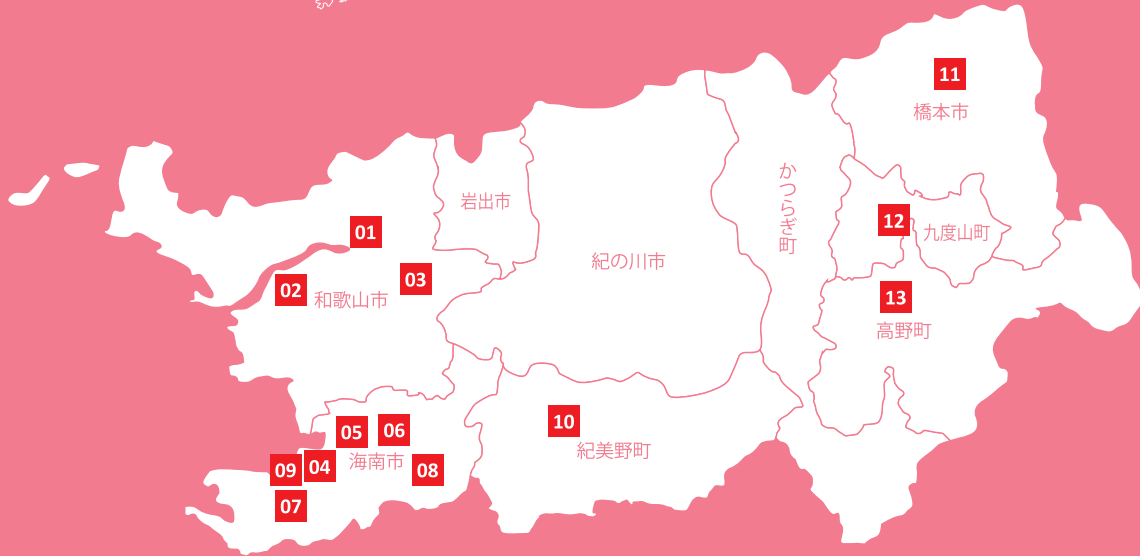 11
橋本市
かつらぎ町
岩出市
01
12
九度山町
紀の川市
03
02
和歌山市
13
高野町
10
紀美野町
05
06
04
海南市
09
08
07